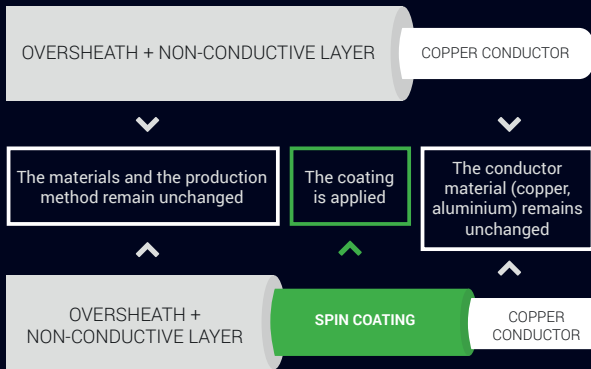 OVERSHEATH + NON-CONDUCTIVE LAYER
COPPER CONDUCTOR
The materials and the production
method remain unchanged
The coating
is applied
The conductor
material (copper,
aluminium) remains
unchanged
OVERSHEATH +
NON-CONDUCTIVE LAYER
SPIN COATING
COPPER
CONDUCTOR